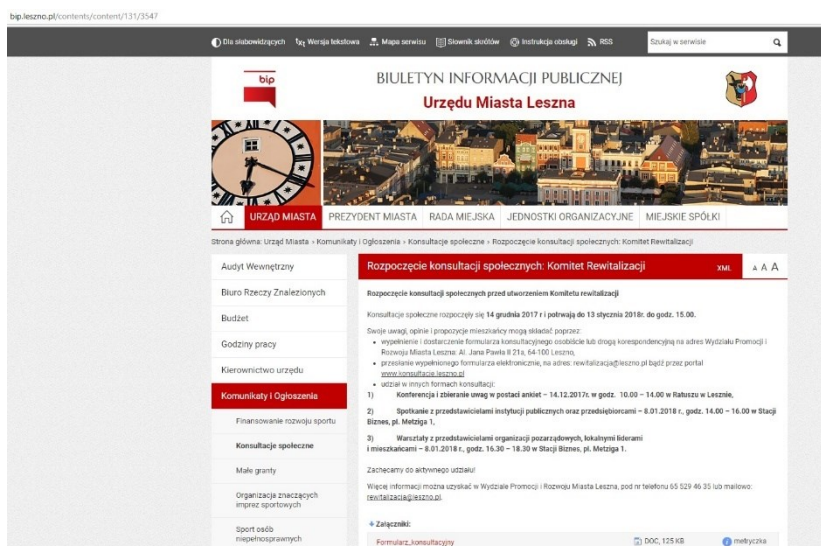 bip.leszno.pl/contents/content/131/3547
Dla słabowidzących Wersja tekstowa Mapa serwisu Słownik skrótów Instrukcja obsługi RSS Szukaj w serwisie
bip BIULETYN INFORMACJI PUBLICZNEJ
Urzędu Miasta Leszna
URZĄD MIASTA PREZYDENT MIASTA RADA MIEJSKA JEDNOSTKI ORGANIZACYJNE MIEJSKIE SPÓŁKI
Strona główna: Urząd Miasta » Komunikaty i Ogłoszenia » Konsultacje społeczne » Rozpoczęcie konsultacji społecznych: Komitet Rewitalizacji
Audyt Wewnętrzny
Biuro Rzeczy Znalezionych
Budżet
Godziny pracy
Kierownictwo urzędu
Komunikaty i Ogłoszenia
Finansowanie rozwoju sportu
Konsultacje społeczne
Małe granty
Organizacja znaczących
imprez sportowych
Sport osób
niepełnosprawnych
Rozpoczęcie konsultacji społecznych: Komitet Rewitalizacji XML A A A
Rozpoczęcie konsultacji społecznych przed utworzeniem Komitetu rewitalizacji
Konsultacje społeczne rozpoczęły się 14 grudnia 2017 r i potrwają do 13 stycznia 2018r. do godz. 15.00.
Swoje uwagi, opinie i propozycje mieszkańcy mogą składać poprzez:
• wypełnienie i dostarczenie formularza konsultacyjnego osobiście lub drogą korespondencyjną na adres Wydziału Promocji i
Rozwoju Miasta Leszna: Al. Jana Pawła II 21a, 64-100 Leszno,
• przesłanie wypełnionego formularza elektronicznie, na adres: rewitalizacja@leszno.pl bądź przez portal
www.konsultacje.leszno.pl
• udział w innych formach konsultacji:
1) Konferencja i zbieranie uwag w postaci ankiet – 14.12.2017r. w godz. 10.00 – 14.00 w Ratuszu w Lesznie,
2) Spotkanie z przedstawicielami instytucji publicznych oraz przedsiębiorcami – 8.01.2018 r., godz. 14.00 – 16.00 w Stacji
Biznes, pl. Metziga 1,
3) Warsztaty z przedstawicielami organizacji pozarządowych, lokalnymi liderami
i mieszkańcami – 8.01.2018 r., godz. 16.30 – 18.30 w Stacji Biznes, pl. Metziga 1.
Zachęcamy do aktywnego udziału!
Więcej informacji można uzyskać w Wydziale Promocji i Rozwoju Miasta Leszna, pod nr telefonu 65 529 46 35 lub mailowo:
rewitalizacja@leszno.pl.
Załączniki:
Formularz_konsultacyjny DOC, 125 KB metryczka